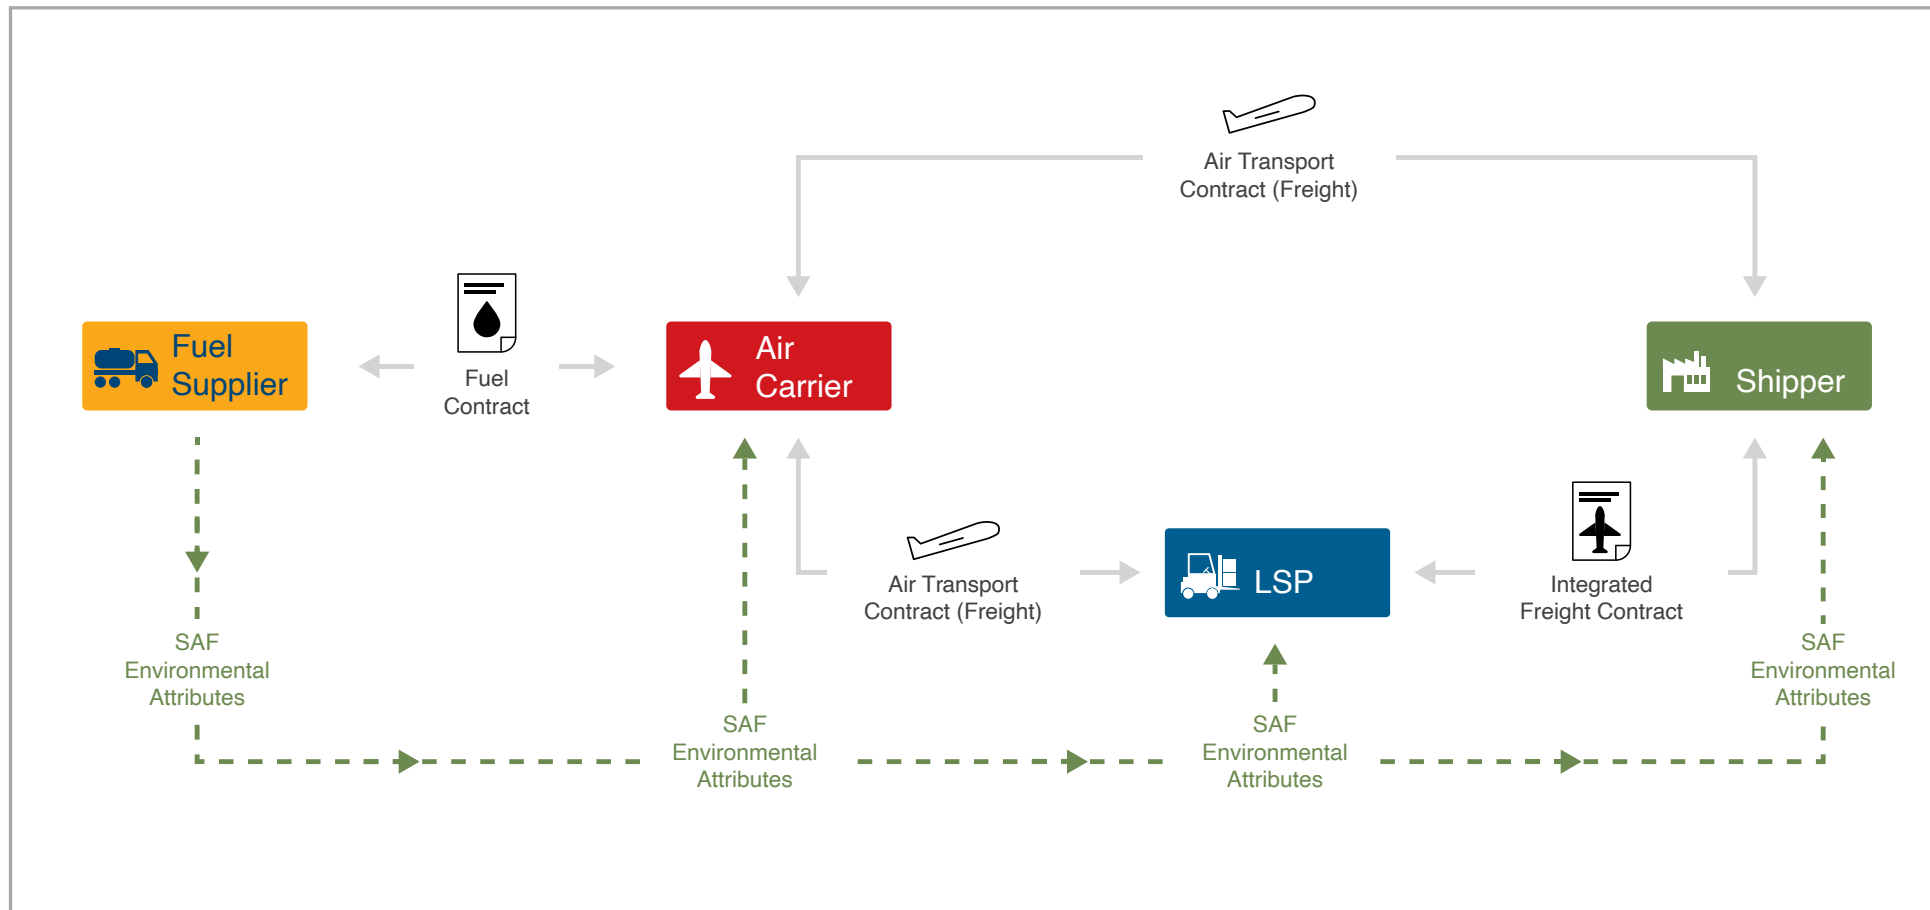 Air Transport
Contract (Freight)
Fuel
Supplier
Fuel
Contract
Air
Carrier
Shipper
Air Transport
Contract (Freight)
LSP
Integrated
Freight Contract
SAF
Environmental
Attributes
SAF
Environmental
Attributes
SAF
Environmental
Attributes
SAF
Environmental
Attributes